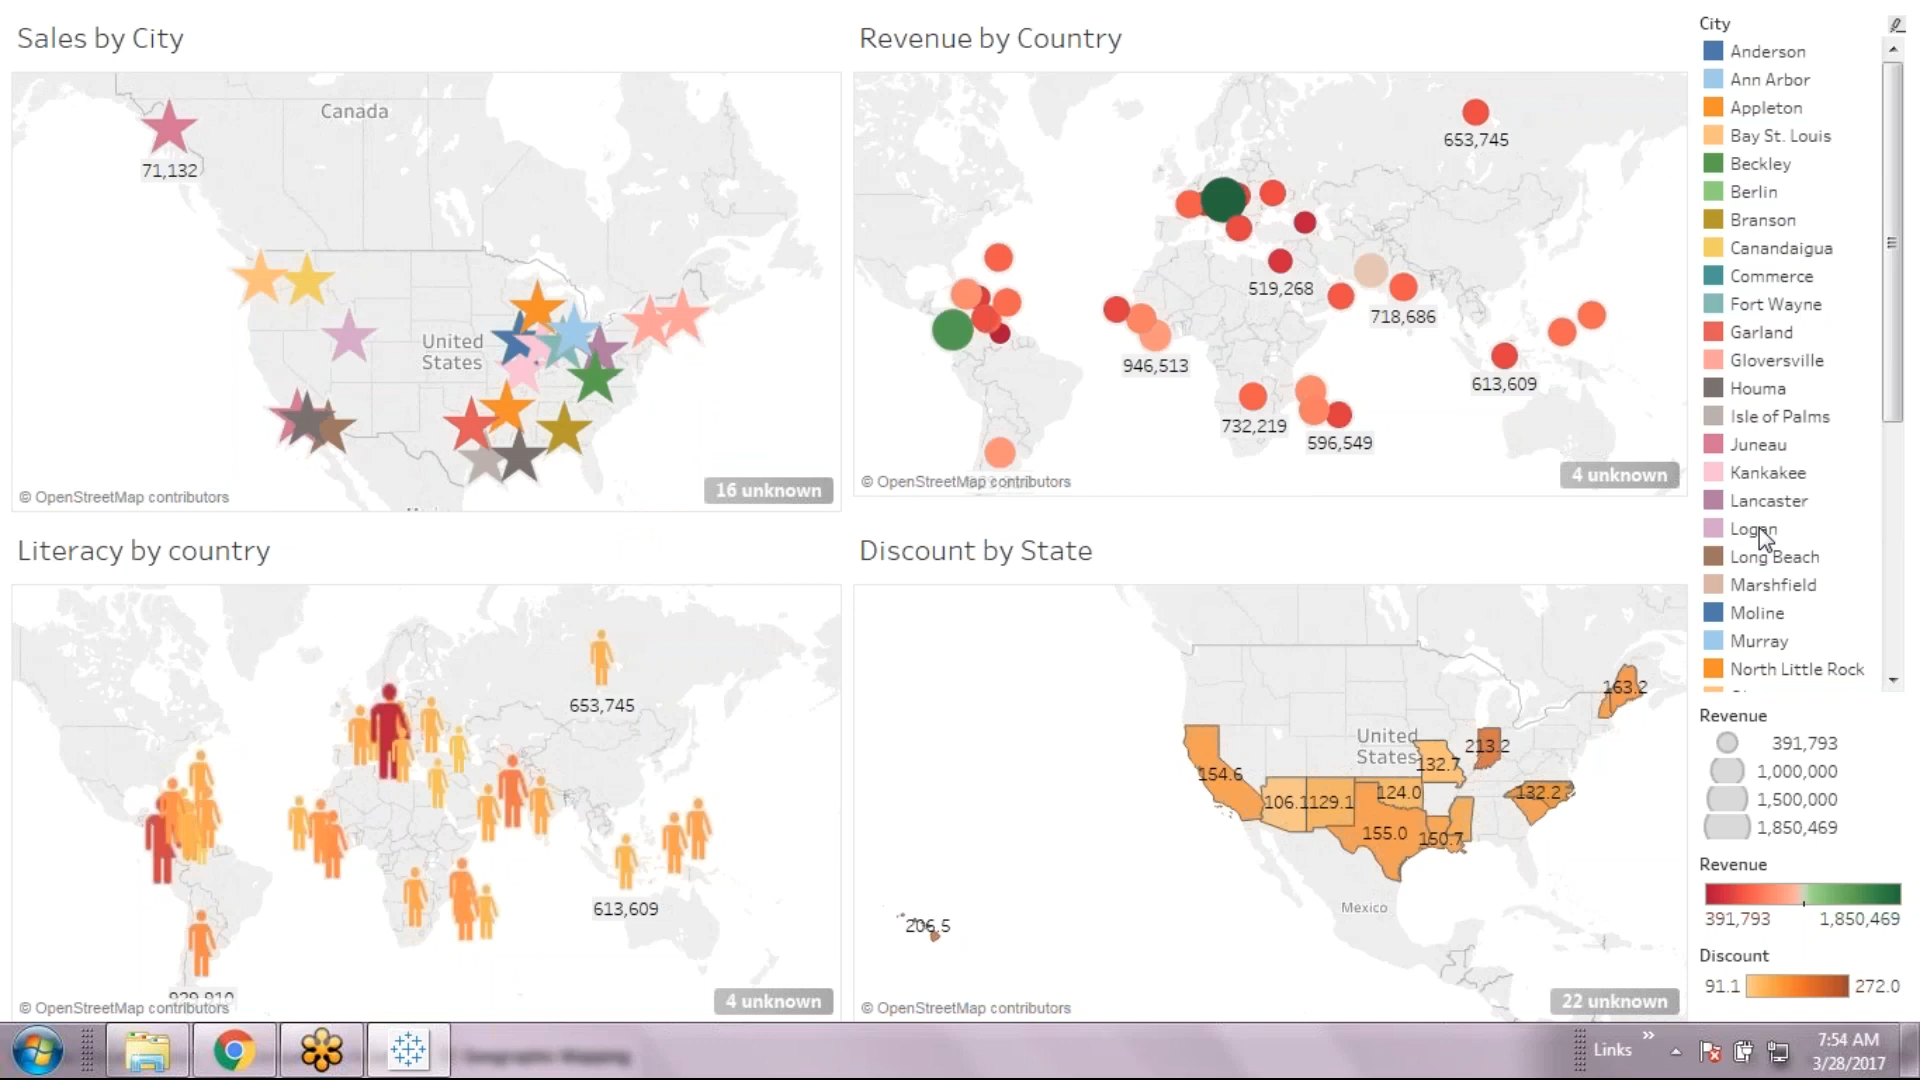 Sales by City
Canada
71,132
United
States
© OpenStreetMap contributors
16 unknown
Revenue by Country
653,745
519,268
718,686
946,513
613,609
732,219
596,549
© OpenStreetMap contributors
4 unknown
Literacy by country
653,745
613,609
929,910
© OpenStreetMap contributors
4 unknown
Discount by State
163.2
United
States
213.2
132.7
154.6
124.0
106.1
129.1
132.2
155.0
150.7
Mexico
206.5
© OpenStreetMap contributors
22 unknown
City
Anderson
Ann Arbor
Appleton
Bay St. Louis
Beckley
Berlin
Branson
Canandaigua
Commerce
Fort Wayne
Garland
Gloversville
Houma
Isle of Palms
Juneau
Kankakee
Lancaster
Logan
Long Beach
Marshfield
Moline
Murray
North Little Rock
Revenue
391,793
1,000,000
1,500,000
1,850,469
Revenue
391,793 1,850,469
Discount
91.1 272.0
Links
7:54 AM
3/28/2017